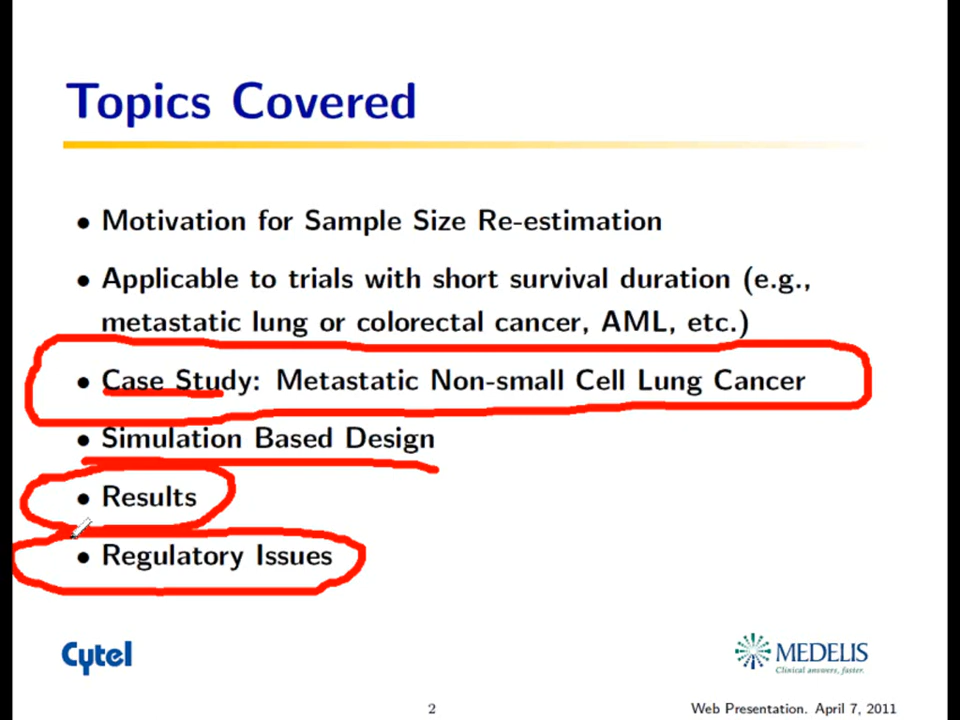 Topics Covered
• Motivation for Sample Size Re-estimation
• Applicable to trials with short survival duration (e.g.,
metastatic lung or colorectal cancer, AML, etc.)
• Case Study: Metastatic Non-small Cell Lung Cancer
• Simulation Based Design
• Results
• Regulatory Issues
Cytel
MEDELIS
Clinical answers, faster.
2
Web Presentation. April 7, 2011